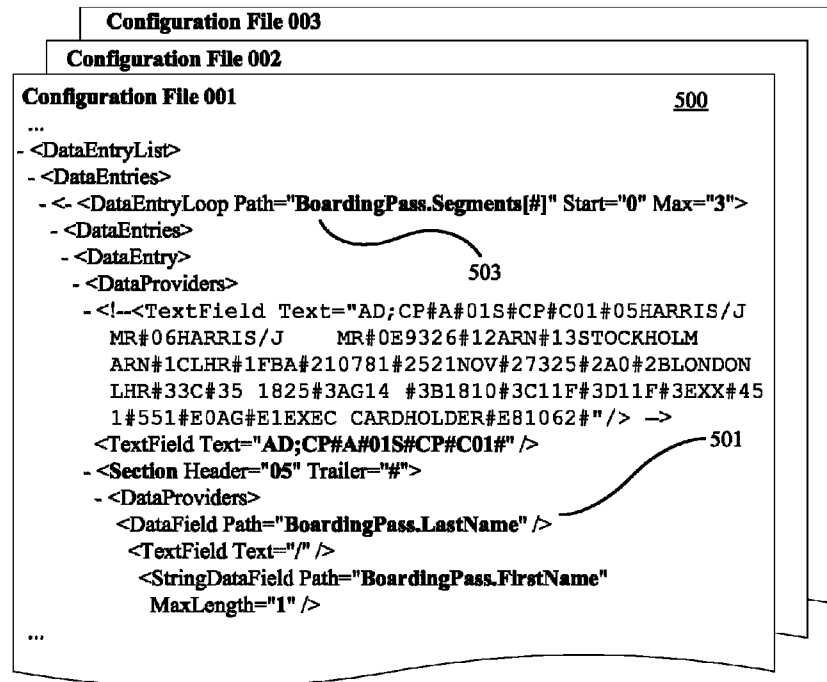 Configuration File 003
Configuration File 002
Configuration File 001
500
...
- <DataEntryList>
- <DataEntries>
- <- <DataEntryLoop Path="BoardingPass.Segments[#]" Start="0" Max="3">
- <DataEntries>
503
- <DataEntry>
- <DataProviders>
- <!--<TextField Text="AD;CP#A#01S#CP#C01#05HARRIS/J
MR#06HARRIS/J MR#0E9326#12ARN#13STOCKHOLM
ARN#1CLHR#1FBA#210781#2521NOV#27325#2A0#2BLONDON
LHR#33C#35 1825#3AG14 #3B1810#3C11F#3D11F#3EXX#45
1#551#E0AG#E1EXEC CARDHOLDER#E81062#"/> -->
<TextField Text="AD;CP#A#01S#CP#C01#" />
501
- <Section Header="05" Trailer="#">
- <DataProviders>
<DataField Path="BoardingPass.LastName" />
<TextField Text="/" />
<StringDataField Path="BoardingPass.FirstName"
MaxLength="1" />
...